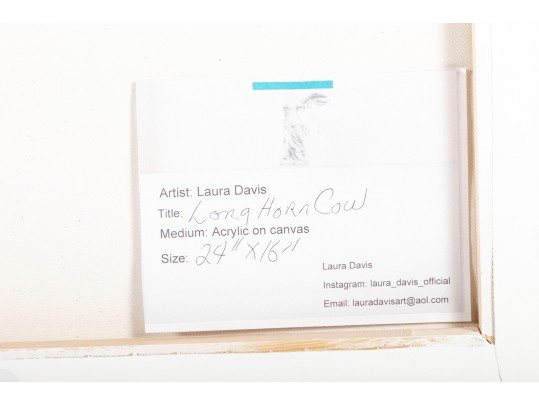 Artist: Laura Davis
Title: Long Horn Cow
Medium: Acrylic on canvas
Size: 24" X 16"
Laura Davis
Instagram: laura_davis_official
Email: lauradavisart@aol.com